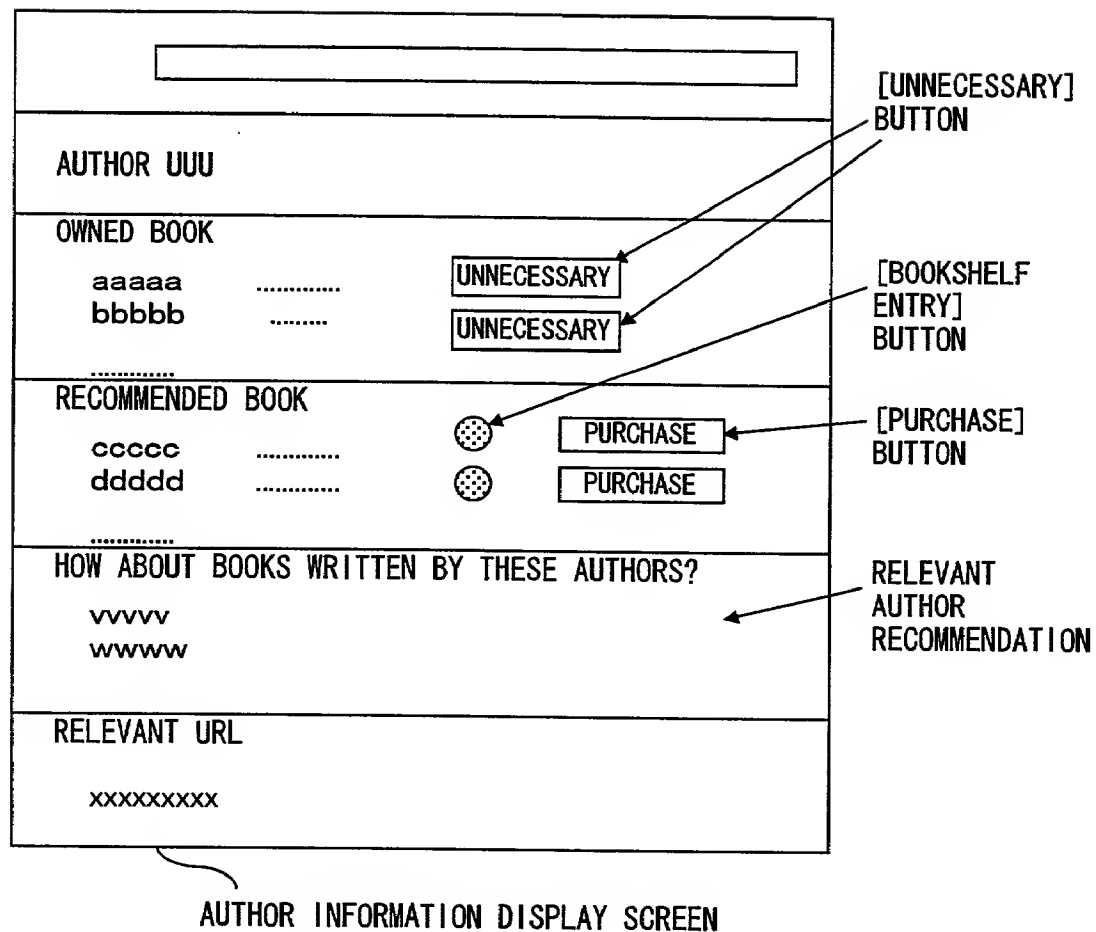 [UNNECESSARY]
BUTTON
AUTHOR UUU
OWNED BOOK
aaaaa ............. UNNECESSARY
bbbbb ......... UNNECESSARY
.............
[BOOKSHELF
ENTRY]
BUTTON
RECOMMENDED BOOK
ccccc ............. PURCHASE
ddddd ............. PURCHASE
.............
[PURCHASE]
BUTTON
HOW ABOUT BOOKS WRITTEN BY THESE AUTHORS?
vvvvv
wwww
RELEVANT
AUTHOR
RECOMMENDATION
RELEVANT URL
xxxxxxxxx
AUTHOR INFORMATION DISPLAY SCREEN